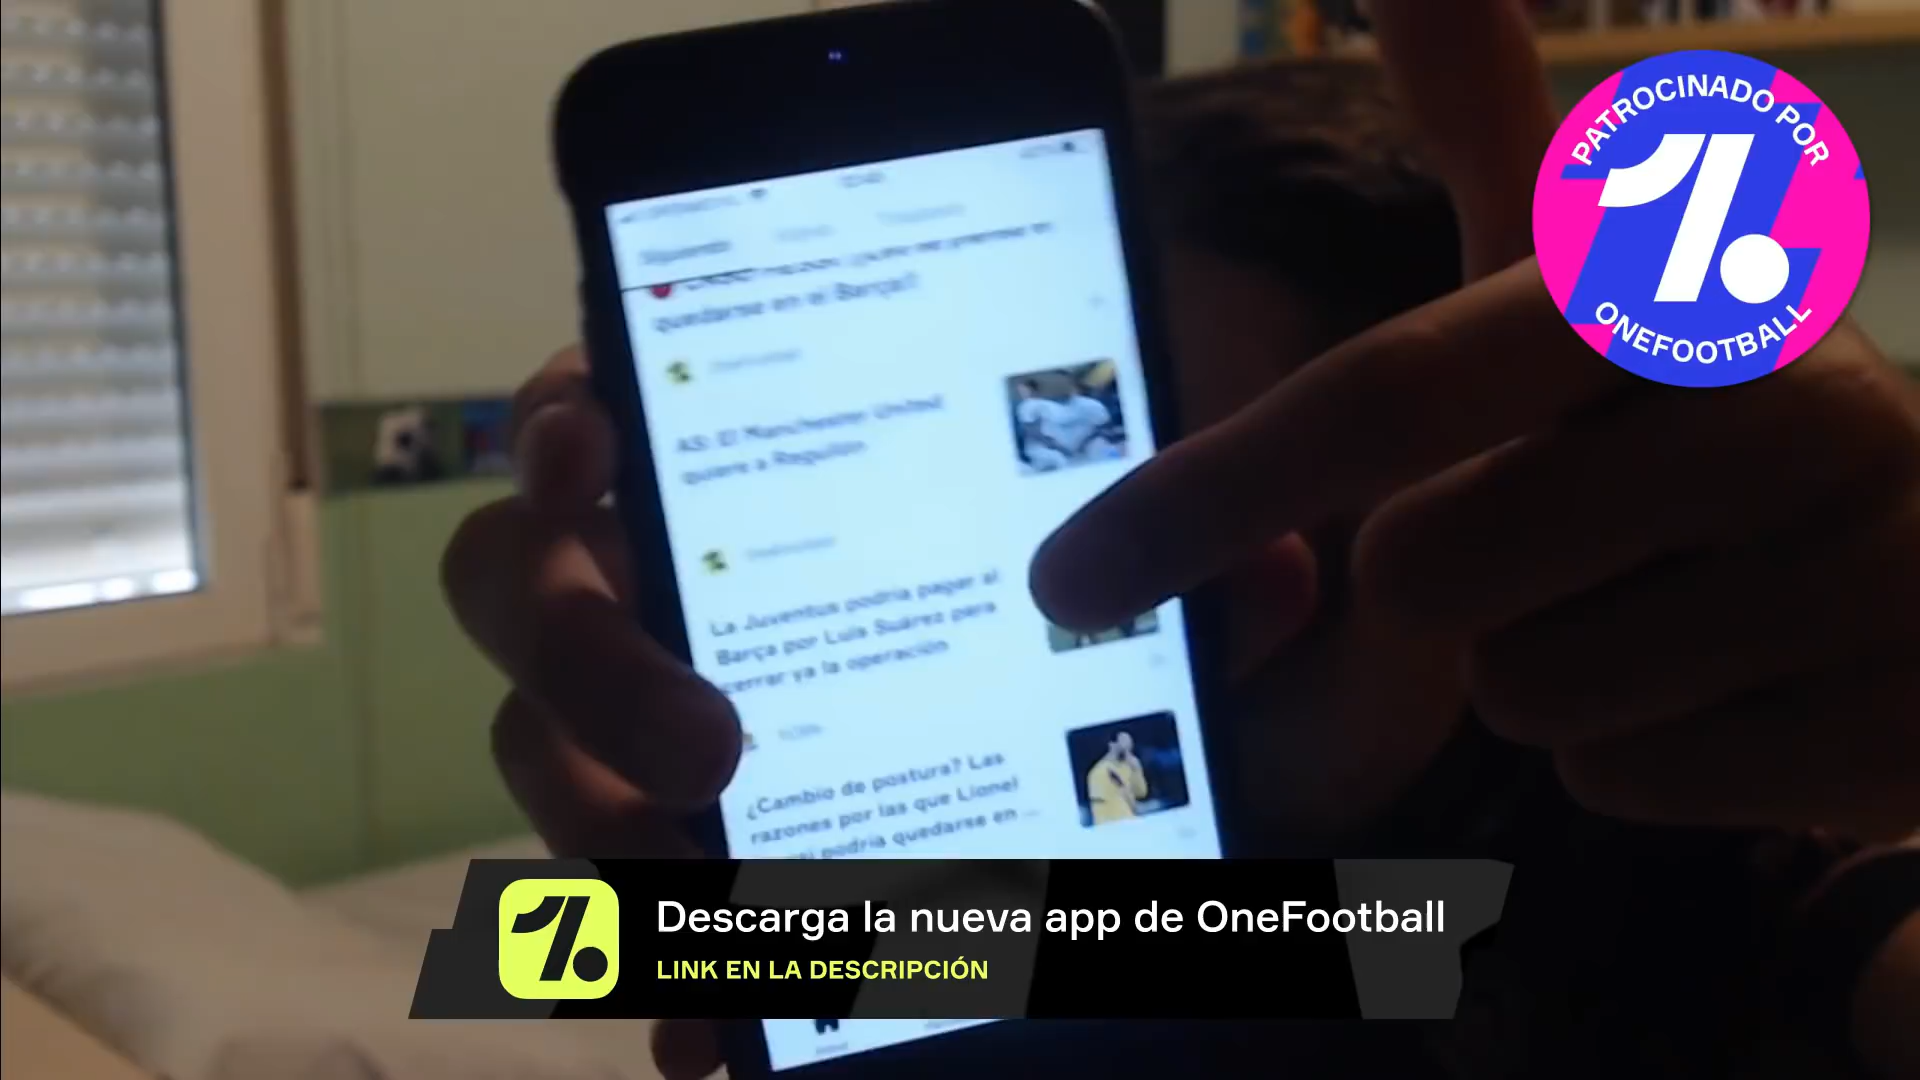 PATROCINADO POR
ONEFOOTBALL
Siguiendo
quedarse en el Barça?
AS: El Manchester United
quiere a Reguilón
La Juventus podría pagar al
Barça por Luis Suárez para
cerrar ya la operación
¿Cambio de postura? Las
razones por las que Lionel
podría quedarse en ...
Descarga la nueva app de OneFootball
LINK EN LA DESCRIPCIÓN